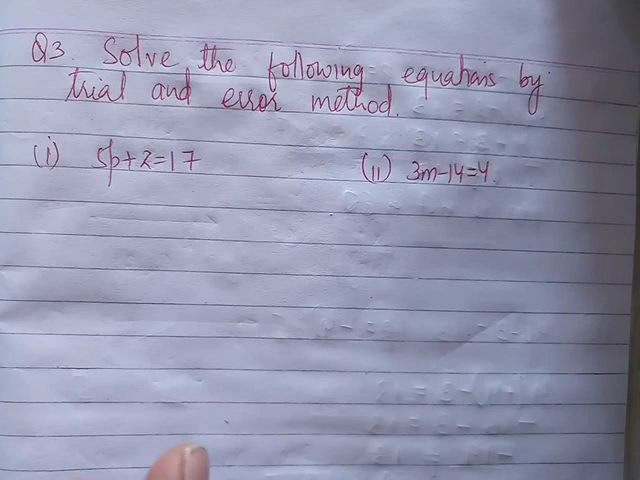 Q3. Solve the following equations by
trial and error method.
(i) 5p+2=17 (ii) 3m-14=4.